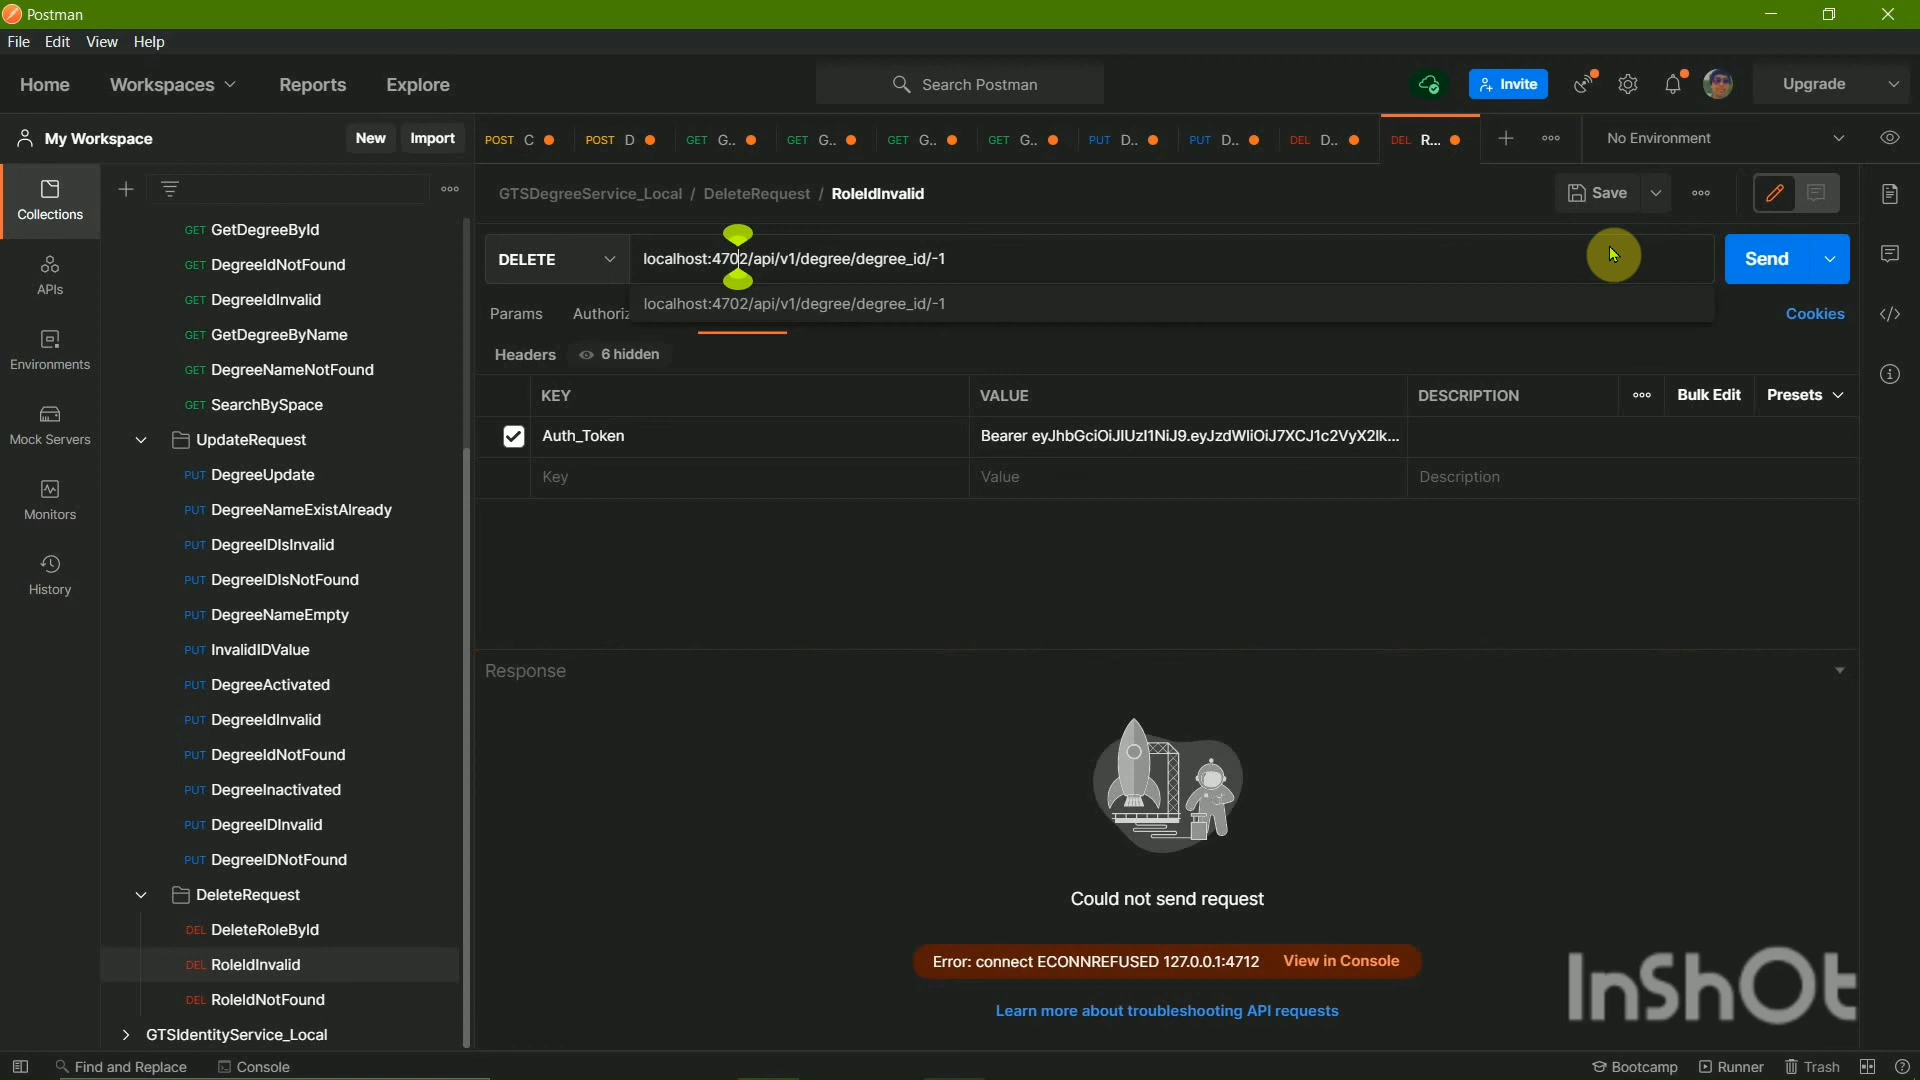 Postman
File Edit View Help
Home Workspaces Reports Explore
Search Postman
Invite
Upgrade
My Workspace
New Import
POST C
POST D
GET G..
GET G..
GET G..
GET G..
PUT D..
PUT D..
DEL D..
DEL R...
No Environment
Collections
APIs
Environments
Mock Servers
Monitors
History
GET GetDegreeById
GET DegreeIdNotFound
GET DegreeIdInvalid
GET GetDegreeByName
GET DegreeNameNotFound
GET SearchBySpace
UpdateRequest
PUT DegreeUpdate
PUT DegreeNameExistAlready
PUT DegreeIDIsInvalid
PUT DegreeIDIsNotFound
PUT DegreeNameEmpty
PUT InvalidIDValue
PUT DegreeActivated
PUT DegreeIdInvalid
PUT DegreeIdNotFound
PUT DegreeInactivated
PUT DegreeIDInvalid
PUT DegreeIDNotFound
DeleteRequest
DEL DeleteRoleById
DEL RoleIdInvalid
DEL RoleIdNotFound
GTSIdentityService_Local
GTSDegreeService_Local / DeleteRequest / RoleIdInvalid
Save
DELETE localhost:4702/api/v1/degree/degree_id/-1
Send
localhost:4702/api/v1/degree/degree_id/-1
Params Authoriz
Cookies
Headers 6 hidden
KEY VALUE DESCRIPTION
Bulk Edit Presets
Auth_Token Bearer eyJhbGciOiJIUzI1NiJ9.eyJzdWIiOiJ7XCJ1c2VyX2lk...
Key Value Description
Response
Could not send request
Error: connect ECONNREFUSED 127.0.0.1:4712 View in Console
Learn more about troubleshooting API requests
InShOt
Find and Replace Console
Bootcamp Runner Trash